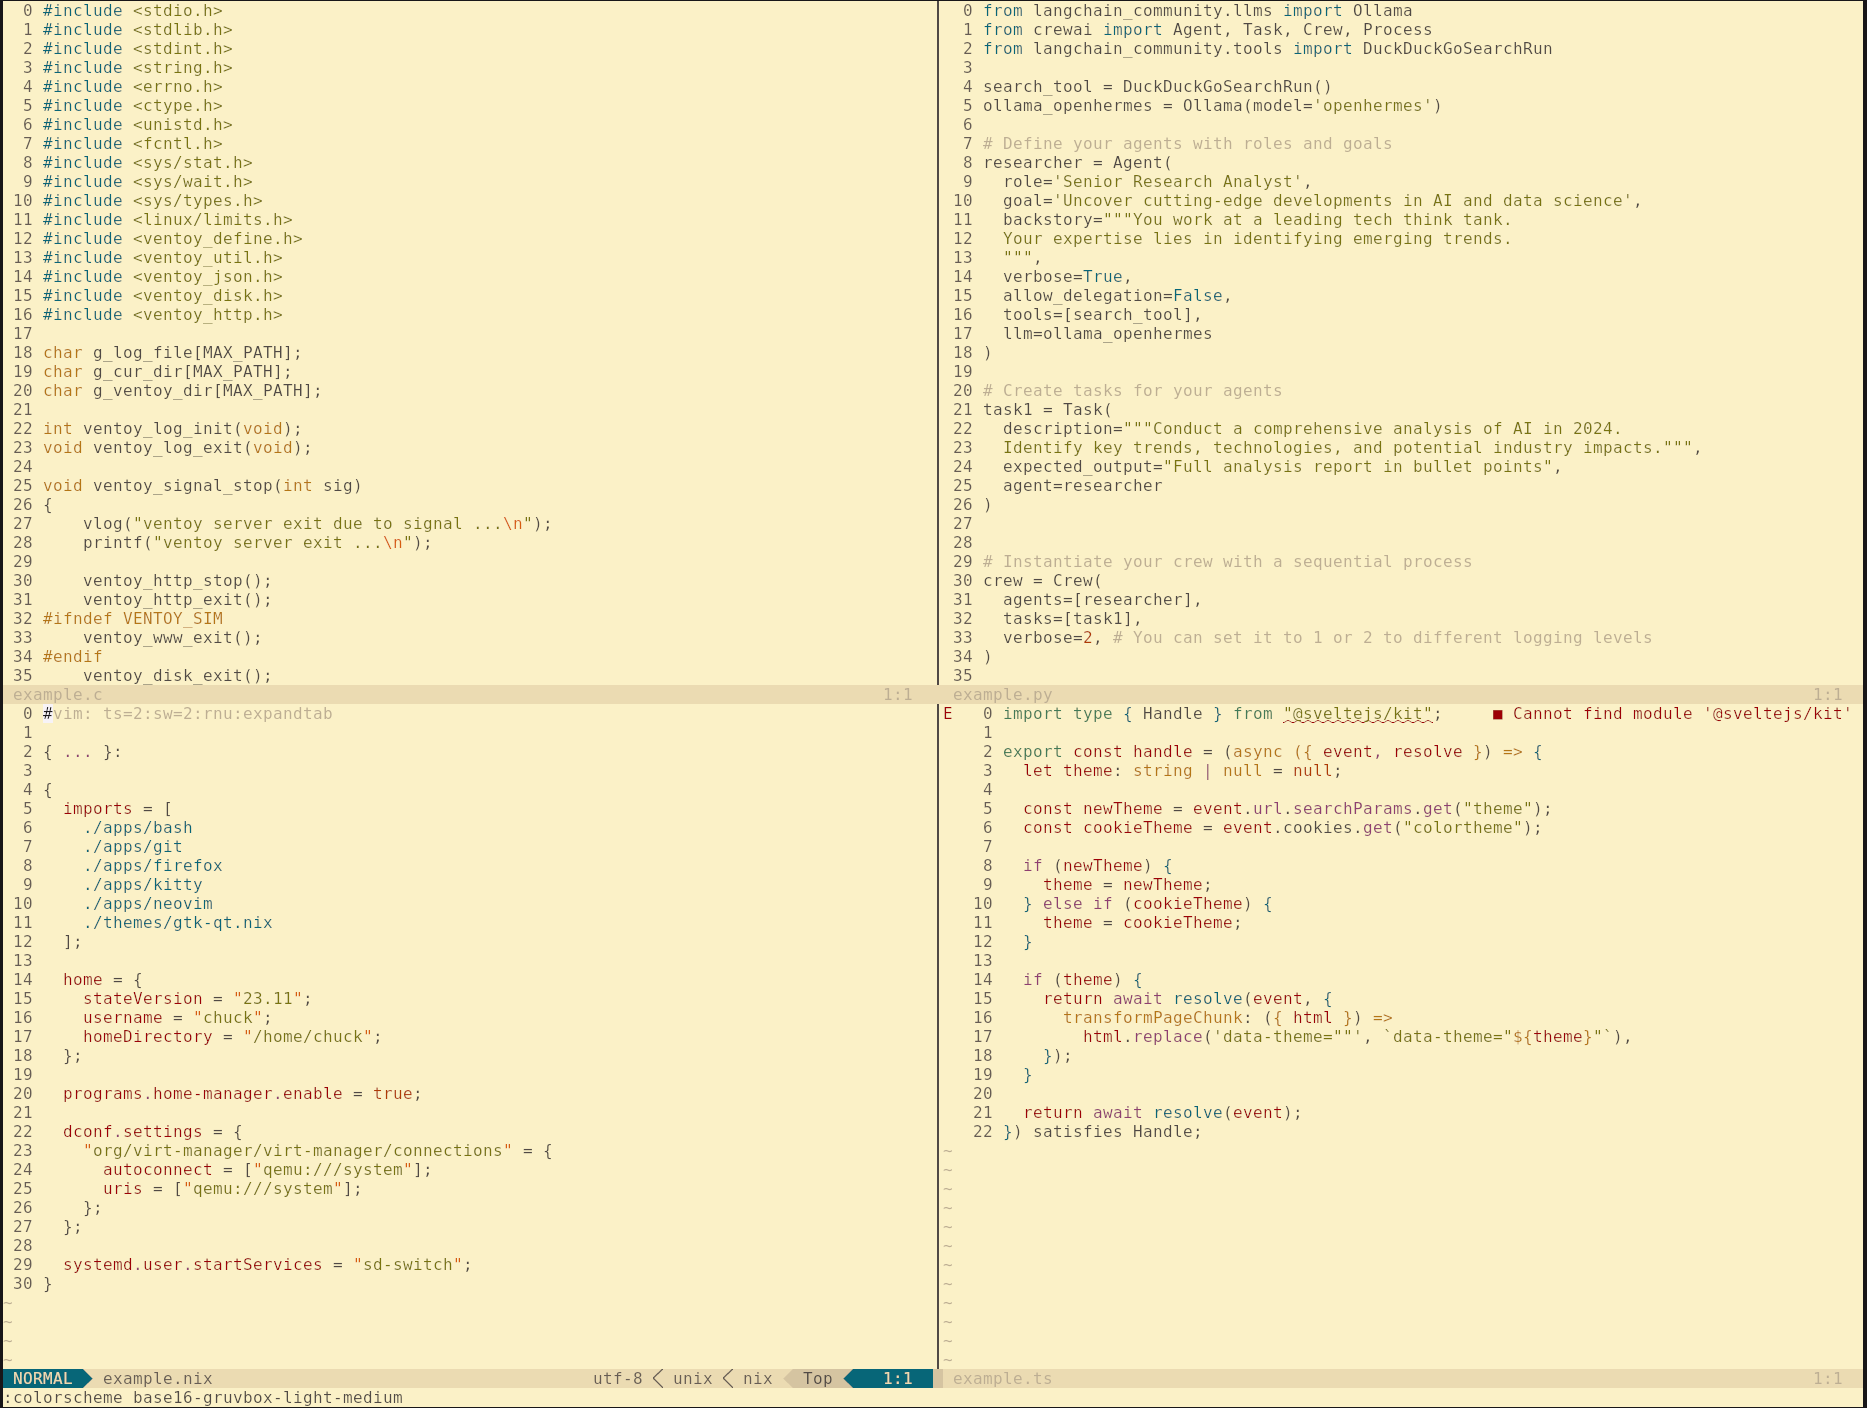 0 #include <stdio.h>
1 #include <stdlib.h>
2 #include <stdint.h>
3 #include <string.h>
4 #include <errno.h>
5 #include <ctype.h>
6 #include <unistd.h>
7 #include <fcntl.h>
8 #include <sys/stat.h>
9 #include <sys/wait.h>
10 #include <sys/types.h>
11 #include <linux/limits.h>
12 #include <ventoy_define.h>
13 #include <ventoy_util.h>
14 #include <ventoy_json.h>
15 #include <ventoy_disk.h>
16 #include <ventoy_http.h>
17
18 char g_log_file[MAX_PATH];
19 char g_cur_dir[MAX_PATH];
20 char g_ventoy_dir[MAX_PATH];
21
22 int ventoy_log_init(void);
23 void ventoy_log_exit(void);
24
25 void ventoy_signal_stop(int sig)
26 {
27     vlog("ventoy server exit due to signal ...\n");
28     printf("ventoy server exit ...\n");
29
30     ventoy_http_stop();
31     ventoy_http_exit();
32 #ifndef VENTOY_SIM
33     ventoy_www_exit();
34 #endif
35     ventoy_disk_exit();
example.c 1:1
0 from langchain_community.llms import Ollama
1 from crewai import Agent, Task, Crew, Process
2 from langchain_community.tools import DuckDuckGoSearchRun
3
4 search_tool = DuckDuckGoSearchRun()
5 ollama_openhermes = Ollama(model='openhermes')
6
7 # Define your agents with roles and goals
8 researcher = Agent(
9   role='Senior Research Analyst',
10   goal='Uncover cutting-edge developments in AI and data science',
11   backstory="""You work at a leading tech think tank.
12   Your expertise lies in identifying emerging trends.
13   """,
14   verbose=True,
15   allow_delegation=False,
16   tools=[search_tool],
17   llm=ollama_openhermes
18 )
19
20 # Create tasks for your agents
21 task1 = Task(
22   description="""Conduct a comprehensive analysis of AI in 2024.
23   Identify key trends, technologies, and potential industry impacts.""",
24   expected_output="Full analysis report in bullet points",
25   agent=researcher
26 )
27
28
29 # Instantiate your crew with a sequential process
30 crew = Crew(
31   agents=[researcher],
32   tasks=[task1],
33   verbose=2, # You can set it to 1 or 2 to different logging levels
34 )
35
example.py 1:1
0 #vim: ts=2:sw=2:rnu:expandtab
1
2 { ... }:
3
4 {
5   imports = [
6     ./apps/bash
7     ./apps/git
8     ./apps/firefox
9     ./apps/kitty
10     ./apps/neovim
11     ./themes/gtk-qt.nix
12   ];
13
14   home = {
15     stateVersion = "23.11";
16     username = "chuck";
17     homeDirectory = "/home/chuck";
18   };
19
20   programs.home-manager.enable = true;
21
22   dconf.settings = {
23     "org/virt-manager/virt-manager/connections" = {
24       autoconnect = ["qemu:///system"];
25       uris = ["qemu:///system"];
26     };
27   };
28
29   systemd.user.startServices = "sd-switch";
30 }
~
~
~
~
NORMAL example.nix utf-8 unix nix Top 1:1
E 0 import type { Handle } from "@sveltejs/kit";     ■ Cannot find module '@sveltejs/kit'
1
2 export const handle = (async ({ event, resolve }) => {
3   let theme: string | null = null;
4
5   const newTheme = event.url.searchParams.get("theme");
6   const cookieTheme = event.cookies.get("colortheme");
7
8   if (newTheme) {
9     theme = newTheme;
10   } else if (cookieTheme) {
11     theme = cookieTheme;
12   }
13
14   if (theme) {
15     return await resolve(event, {
16       transformPageChunk: ({ html }) =>
17         html.replace('data-theme=""', `data-theme="${theme}"`),
18     });
19   }
20
21   return await resolve(event);
22 }) satisfies Handle;
~
~
~
~
~
~
~
~
~
~
~
~
example.ts 1:1
:colorscheme base16-gruvbox-light-medium